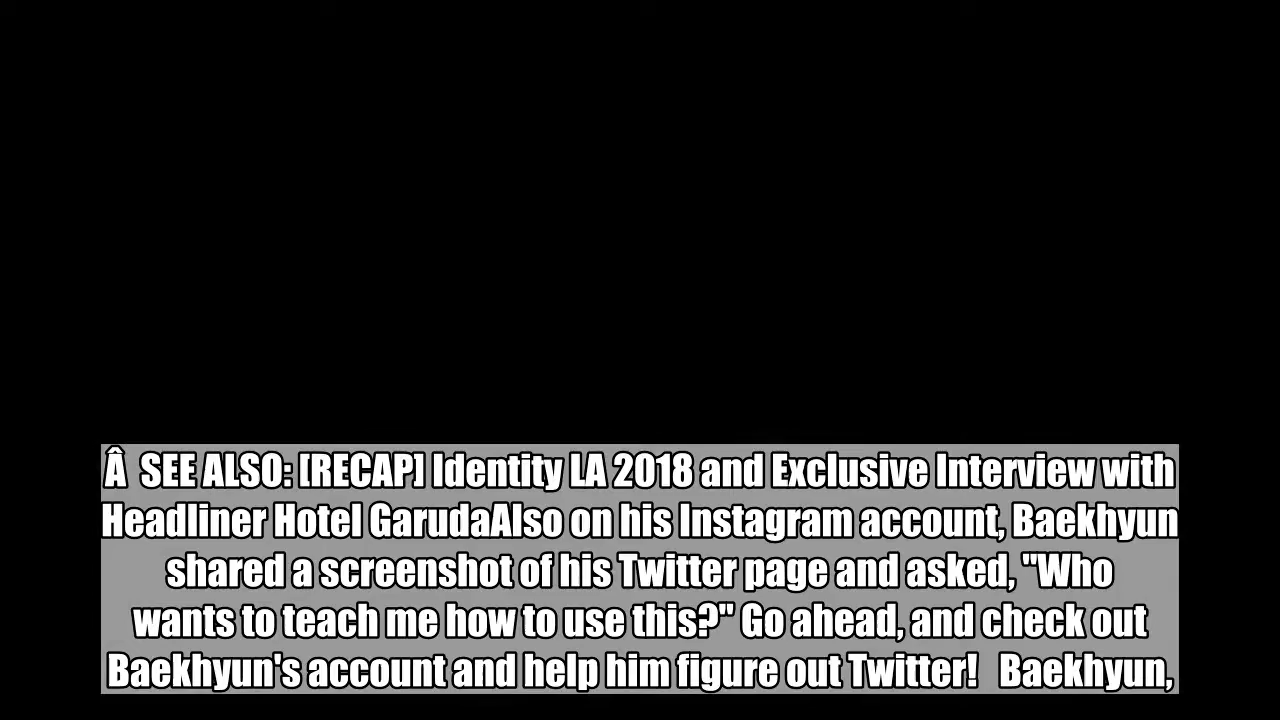 Â  SEE ALSO: [RECAP] Identity LA 2018 and Exclusive Interview with
Headliner Hotel GarudaAlso on his Instagram account, Baekhyun
shared a screenshot of his Twitter page and asked, "Who
wants to teach me how to use this?" Go ahead, and check out
Baekhyun's account and help him figure out Twitter!   Baekhyun,